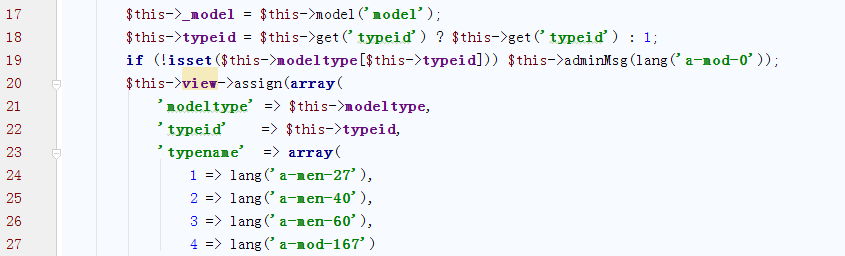 17 $this->_model = $this->model('model');
18 $this->typeid = $this->get('typeid') ? $this->get('typeid') : 1;
19 if (!isset($this->modeltype[$this->typeid])) $this->adminMsg(lang('a-mod-0'));
20 $this->view->assign(array(
21 'modeltype' => $this->modeltype,
22 'typeid' => $this->typeid,
23 'typename' => array(
24 1 => lang('a-men-27'),
25 2 => lang('a-men-40'),
26 3 => lang('a-men-60'),
27 4 => lang('a-mod-167')